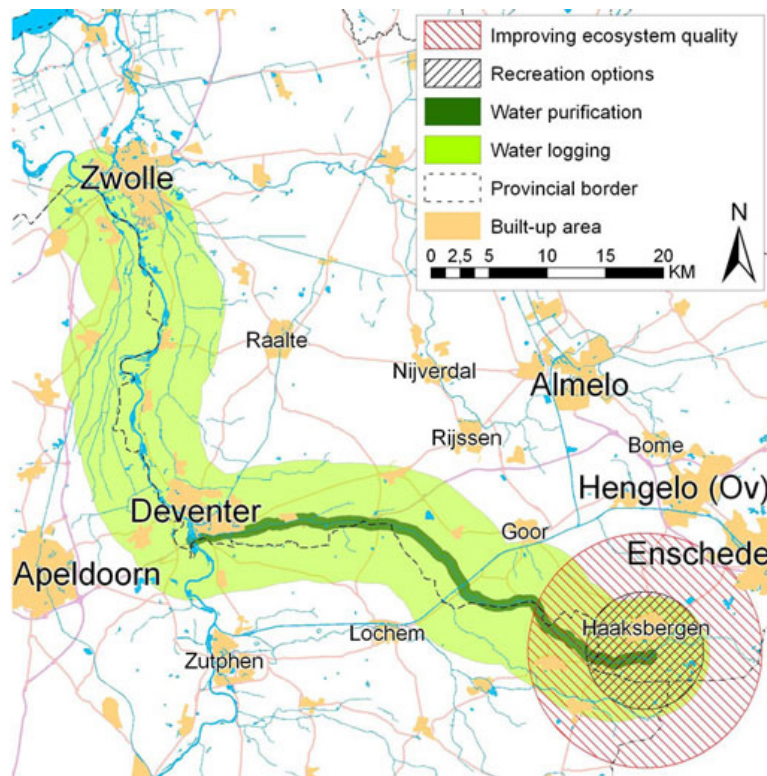 Improving ecosystem quality
Recreation options
Water purification
Water logging
Provincial border
Built-up area
N
0 2,5 5 10 15 20
KM
Zwolle
Raalte
Nijverdal
Almelo
Rijssen
Bome
Hengelo (Ov)
Deventer
Goor
Enschede
Apeldoorn
Lochem
Haaksbergen
Zutphen